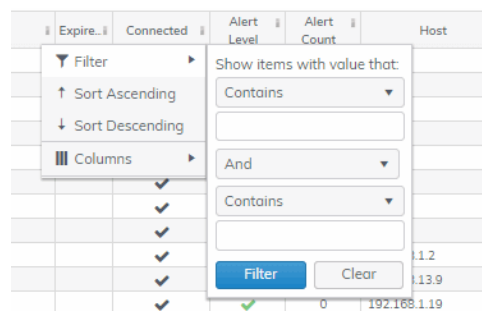 Expire..
Connected
Alert Level
Alert Count
Host
Filter
Sort Ascending
Sort Descending
Columns
Show items with value that:
Contains
And
Contains
Filter
Clear
.1.2
.13.9
0
192.168.1.19